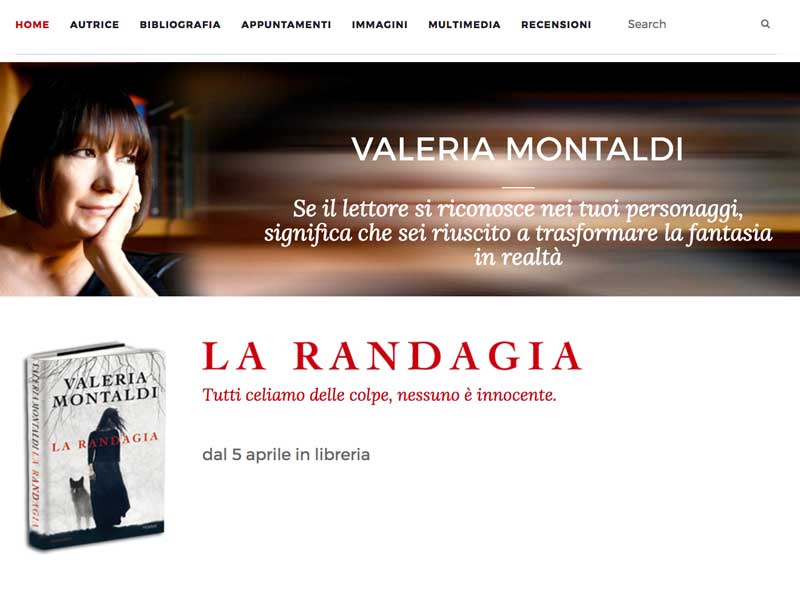 HOME AUTRICE BIBLIOGRAFIA APPUNTAMENTI IMMAGINI MULTIMEDIA RECENSIONI Search
VALERIA MONTALDI
Se il lettore si riconosce nei tuoi personaggi,
significa che sei riuscito a trasformare la fantasia
in realtà
LA RANDAGIA
Tutti celiamo delle colpe, nessuno è innocente.
dal 5 aprile in libreria
VALERIA
MONTALDI
LA RANDAGIA
VALERIA MONTALDI LA RANDAGIA